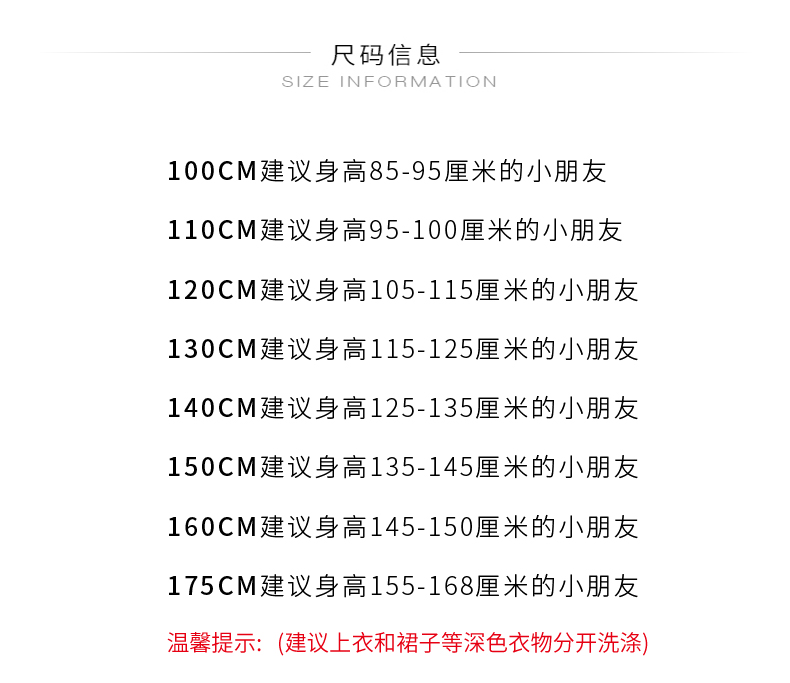 尺码信息
SIZE INFORMATION
100CM建议身高85-95厘米的小朋友
110CM建议身高95-100厘米的小朋友
120CM建议身高105-115厘米的小朋友
130CM建议身高115-125厘米的小朋友
140CM建议身高125-135厘米的小朋友
150CM建议身高135-145厘米的小朋友
160CM建议身高145-150厘米的小朋友
175CM建议身高155-168厘米的小朋友
温馨提示:（建议上衣和裙子等深色衣物分开洗涤)